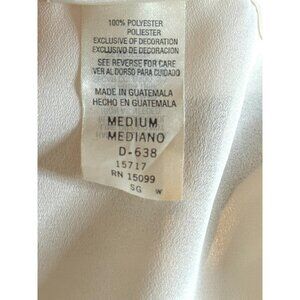 100% POLYESTER
POLIESTER
EXCLUSIVE OF DECORATION
EXCLUSIVO DE DECORACION
SEE REVERSE FOR CARE
VER AL DORSO PARA CUIDADO
MADE IN GUATEMALA
HECHO EN GUATEMALA
MEDIUM
MEDIANO
D-638
15717
RN 15099
SG W